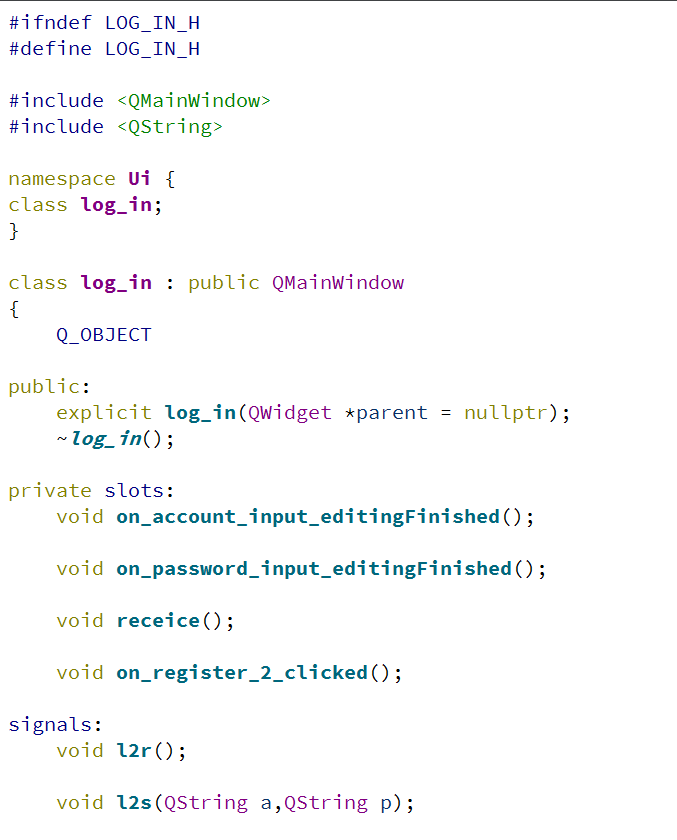 #ifndef LOG_IN_H
#define LOG_IN_H
#include <QMainWindow>
#include <QString>
namespace Ui {
class log_in;
}
class log_in : public QMainWindow
{
Q_OBJECT
public:
explicit log_in(QWidget *parent = nullptr);
~log_in();
private slots:
void on_account_input_editingFinished();
void on_password_input_editingFinished();
void receice();
void on_register_2_clicked();
signals:
void l2r();
void l2s(QString a,QString p);